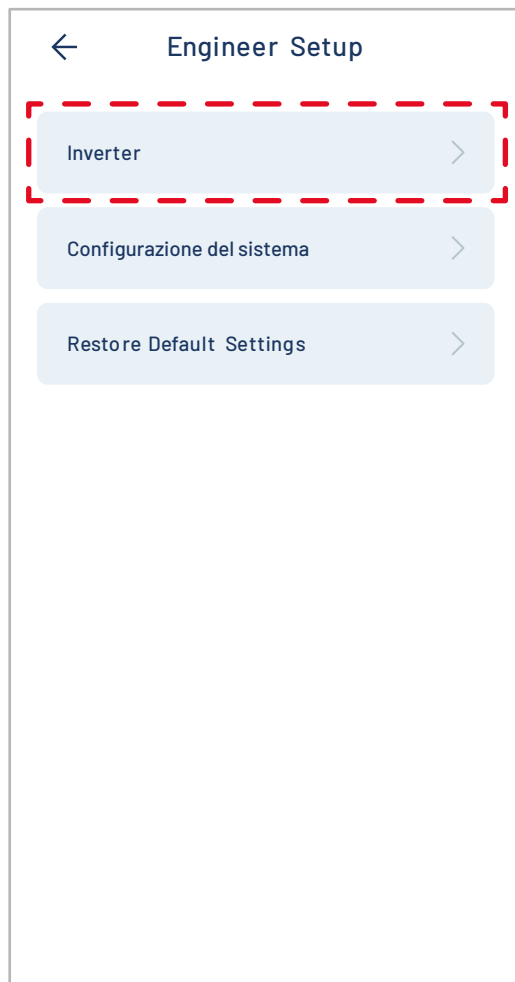 Engineer Setup
Inverter
Configurazione del sistema
Restore Default Settings